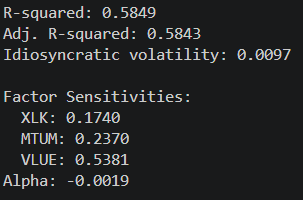 R-squared: 0.5849
Adj. R-squared: 0.5843
Idiosyncratic volatility: 0.0097
Factor Sensitivities:
XLK: 0.1740
MTUM: 0.2370
VLUE: 0.5381
Alpha: -0.0019